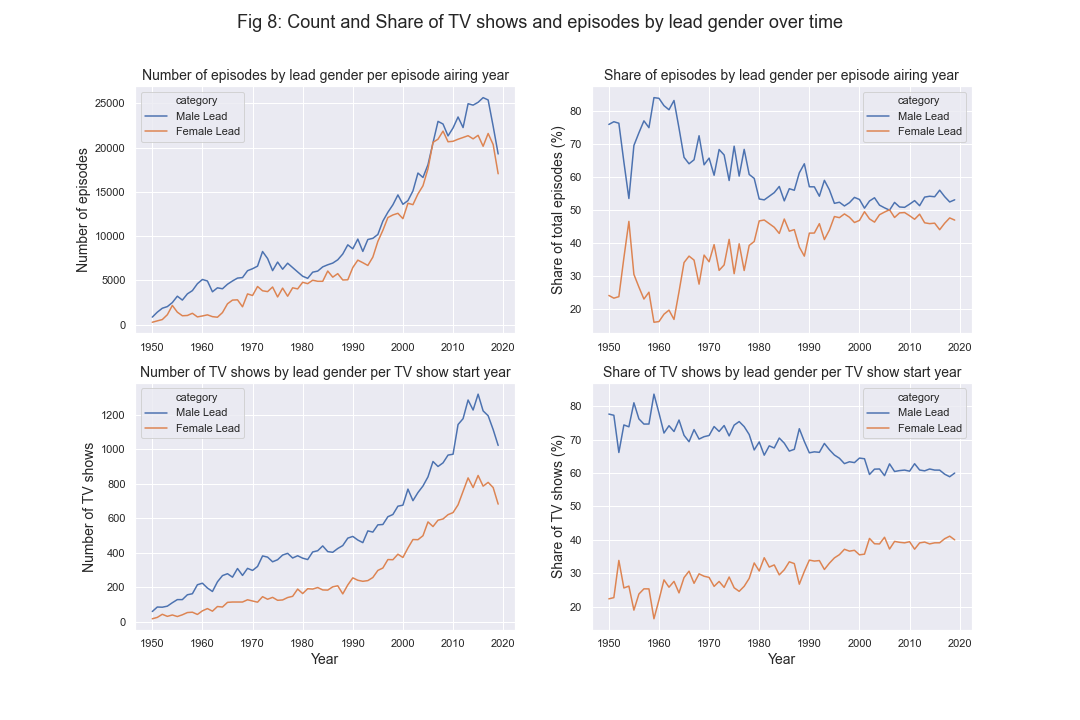 Fig 8: Count and Share of TV shows and episodes by lead gender over time
Number of episodes by lead gender per episode airing year
category
Male Lead
Female Lead
Number of episodes
25000
20000
15000
10000
5000
0
1950 1960 1970 1980 1990 2000 2010 2020
Share of episodes by lead gender per episode airing year
category
Male Lead
Female Lead
Share of total episodes (%)
80
70
60
50
40
30
20
1950 1960 1970 1980 1990 2000 2010 2020
Number of TV shows by lead gender per TV show start year
category
Male Lead
Female Lead
Number of TV shows
1200
1000
800
600
400
200
0
1950 1960 1970 1980 1990 2000 2010 2020
Year
Share of TV shows by lead gender per TV show start year
category
Male Lead
Female Lead
Share of TV shows (%)
80
70
60
50
40
30
20
1950 1960 1970 1980 1990 2000 2010 2020
Year